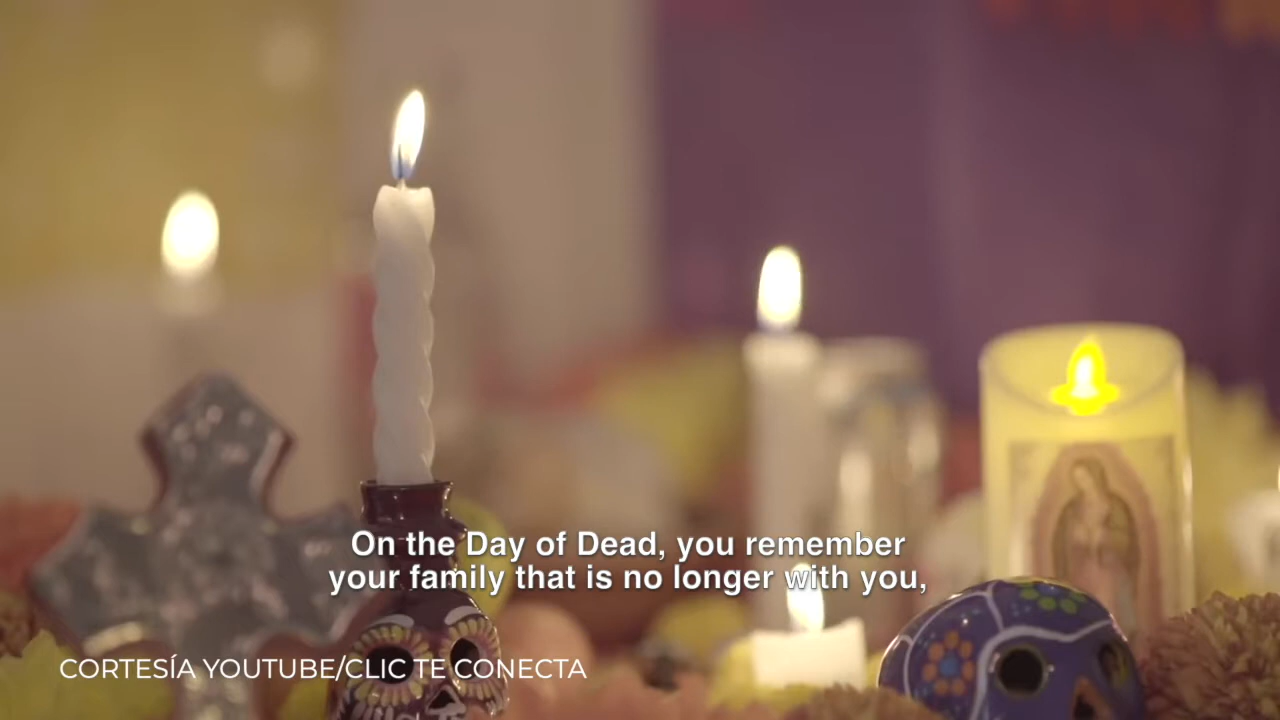 On the Day of Dead, you remember
your family that is no longer with you,
CORTESÍA YOUTUBE/CLIC TE CONECTA